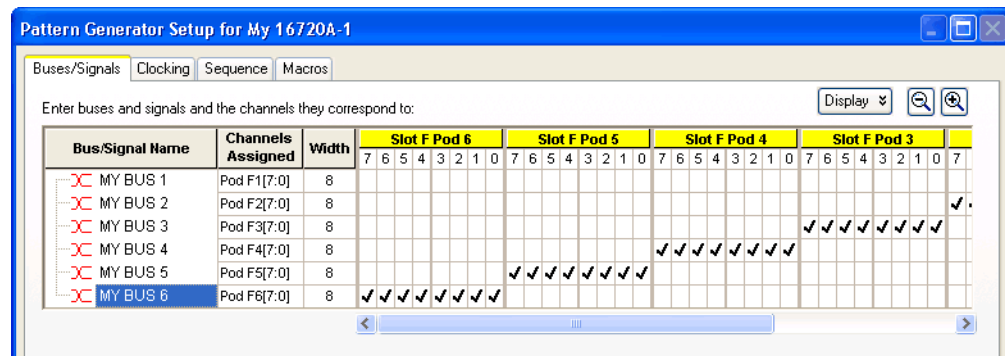 Pattern Generator Setup for My 16720A-1
Buses/Signals Clocking Sequence Macros
Enter buses and signals and the channels they correspond to:
Display
Bus/Signal Name Channels Assigned Width Slot F Pod 6 Slot F Pod 5 Slot F Pod 4 Slot F Pod 3
7 6 5 4 3 2 1 0 7 6 5 4 3 2 1 0 7 6 5 4 3 2 1 0 7 6 5 4 3 2 1 0 7
MY BUS 1 Pod F1[7:0] 8
MY BUS 2 Pod F2[7:0] 8
MY BUS 3 Pod F3[7:0] 8
MY BUS 4 Pod F4[7:0] 8
MY BUS 5 Pod F5[7:0] 8
MY BUS 6 Pod F6[7:0] 8